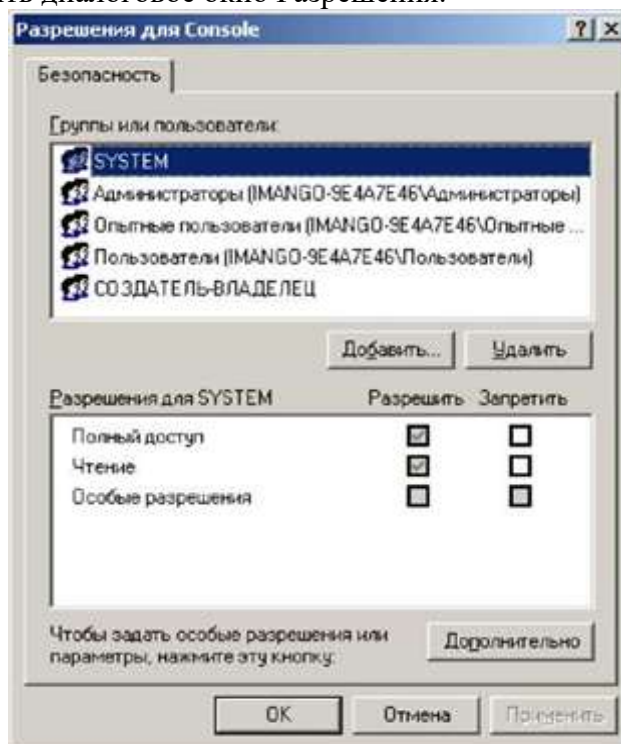 ть диалоговое окно Разрешения.
Разрешения для Console
Безопасность
Группы или пользователи:
SYSTEM
Администраторы (IMANGO-9E4A7E46\Администраторы)
Опытные пользователи (IMANGO-9E4A7E46\Опытные ...
Пользователи (IMANGO-9E4A7E46\Пользователи)
СОЗДАТЕЛЬ-ВЛАДЕЛЕЦ
Добавить... Удалить
Разрешения для SYSTEM Разрешить Запретить
Полный доступ
Чтение
Особые разрешения
Чтобы задать особые разрешения или
параметры, нажмите эту кнопку:
Дополнительно
ОК Отмена Применить